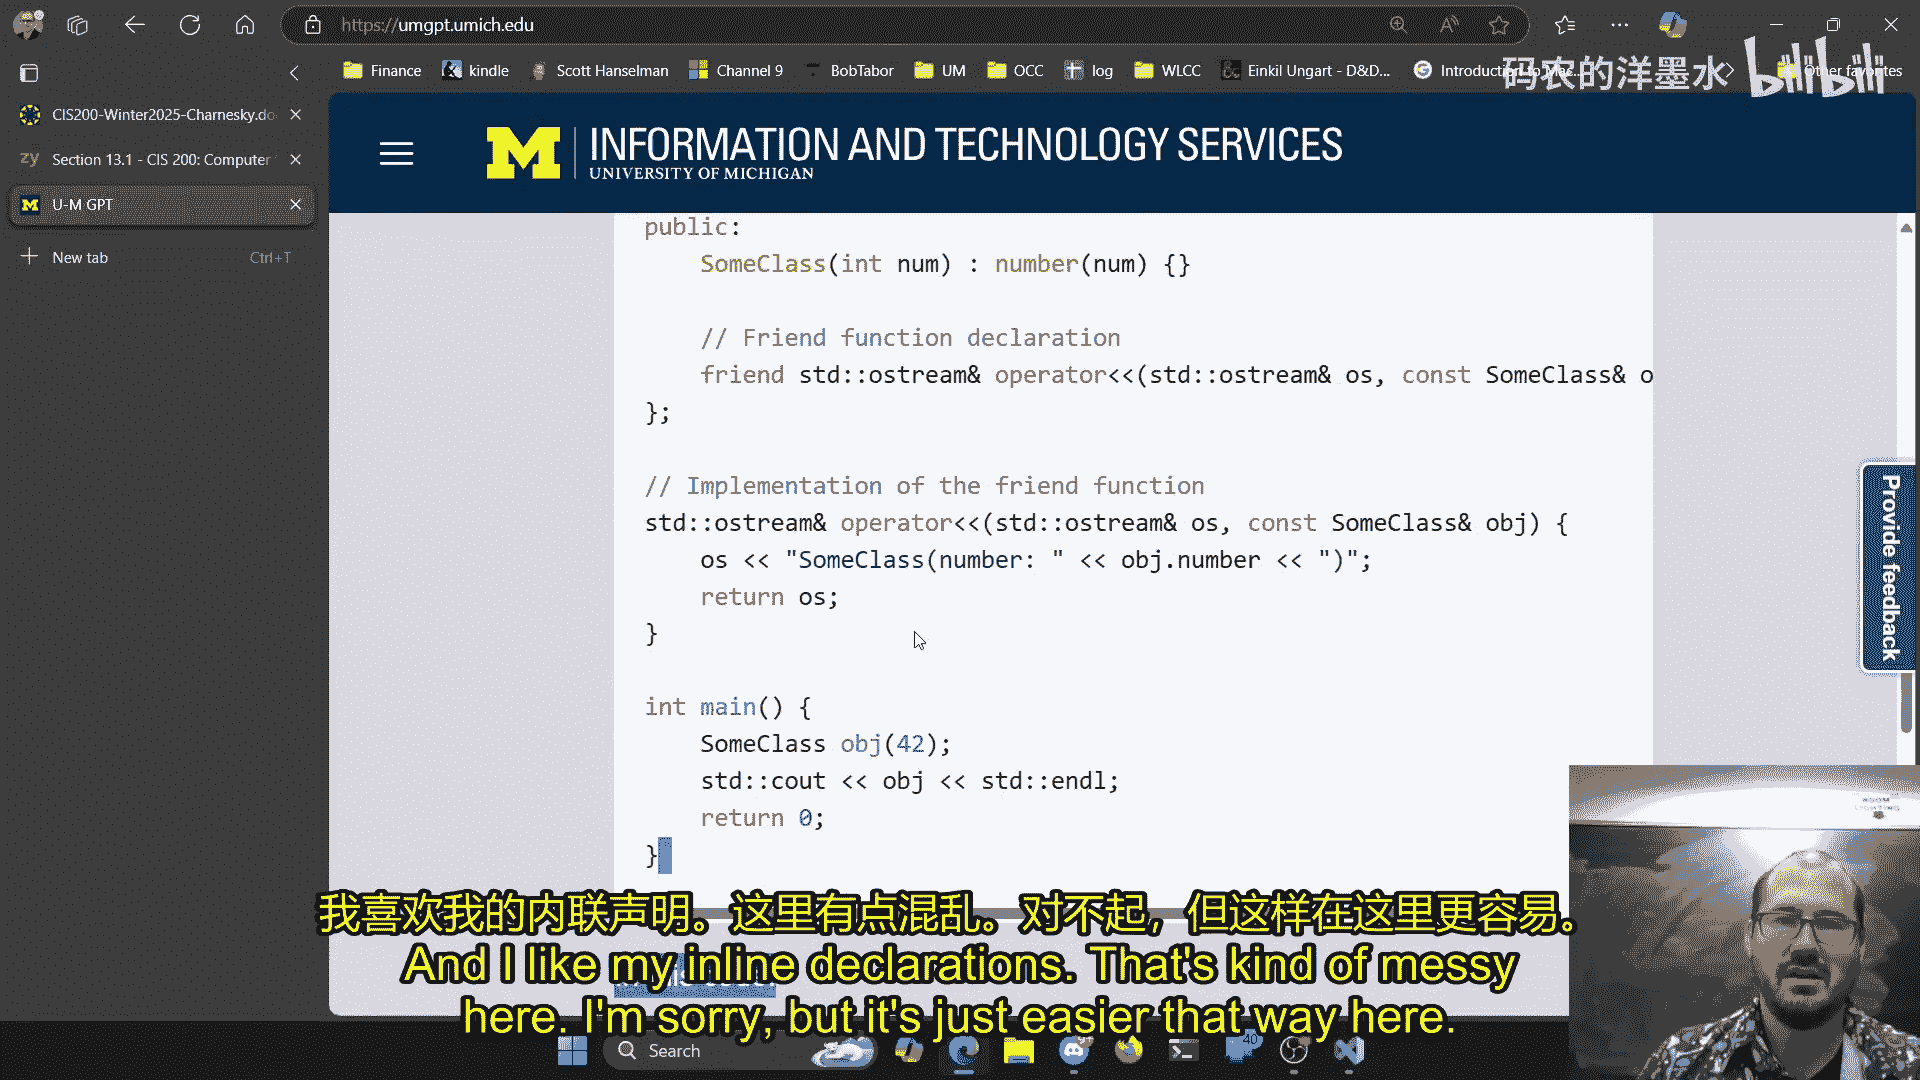 https://umgpt.umich.edu
Finance
kindle
Scott Hanselman
Channel 9
BobTabor
UM
OCC
log
WLCC
Einkil Ungart - D&D...
Other favorites
码农的洋墨水
bilibili
CIS200-Winter2025-Charnesky.do
zy Section 13.1 - CIS 200: Computer
U-M GPT
New tab
Ctrl+T
M INFORMATION AND TECHNOLOGY SERVICES
UNIVERSITY OF MICHIGAN
public:
SomeClass(int num) : number(num) {}
// Friend function declaration
friend std::ostream& operator<<(std::ostream& os, const SomeClass& o
};
// Implementation of the friend function
std::ostream& operator<<(std::ostream& os, const SomeClass& obj) {
os << "SomeClass(number: " << obj.number << ")";
return os;
}
int main() {
SomeClass obj(42);
std::cout << obj << std::endl;
return 0;
}
Provide feedback
我喜欢我的内联声明。这里有点混乱。对不起，但这样在这里更容易。
And I like my inline declarations. That's kind of messy
here. I'm sorry, but it's just easier that way here.
Search
40